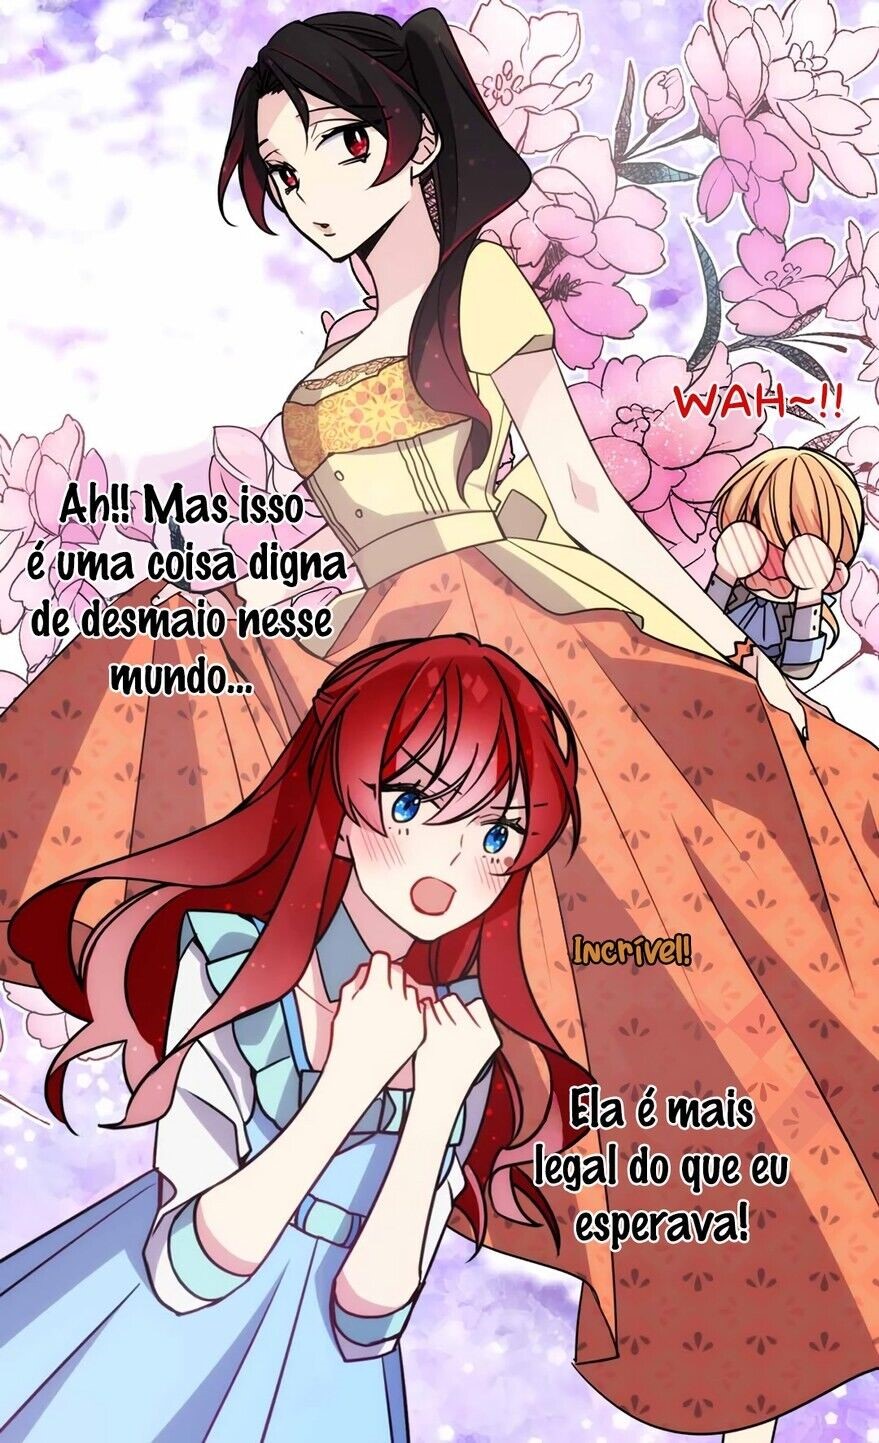 WAH~!!
Ah!! Mas isso
é uma coisa digna
de desmaio nesse
mundo...
Incrível!
Ela é mais
legal do que eu
esperava!